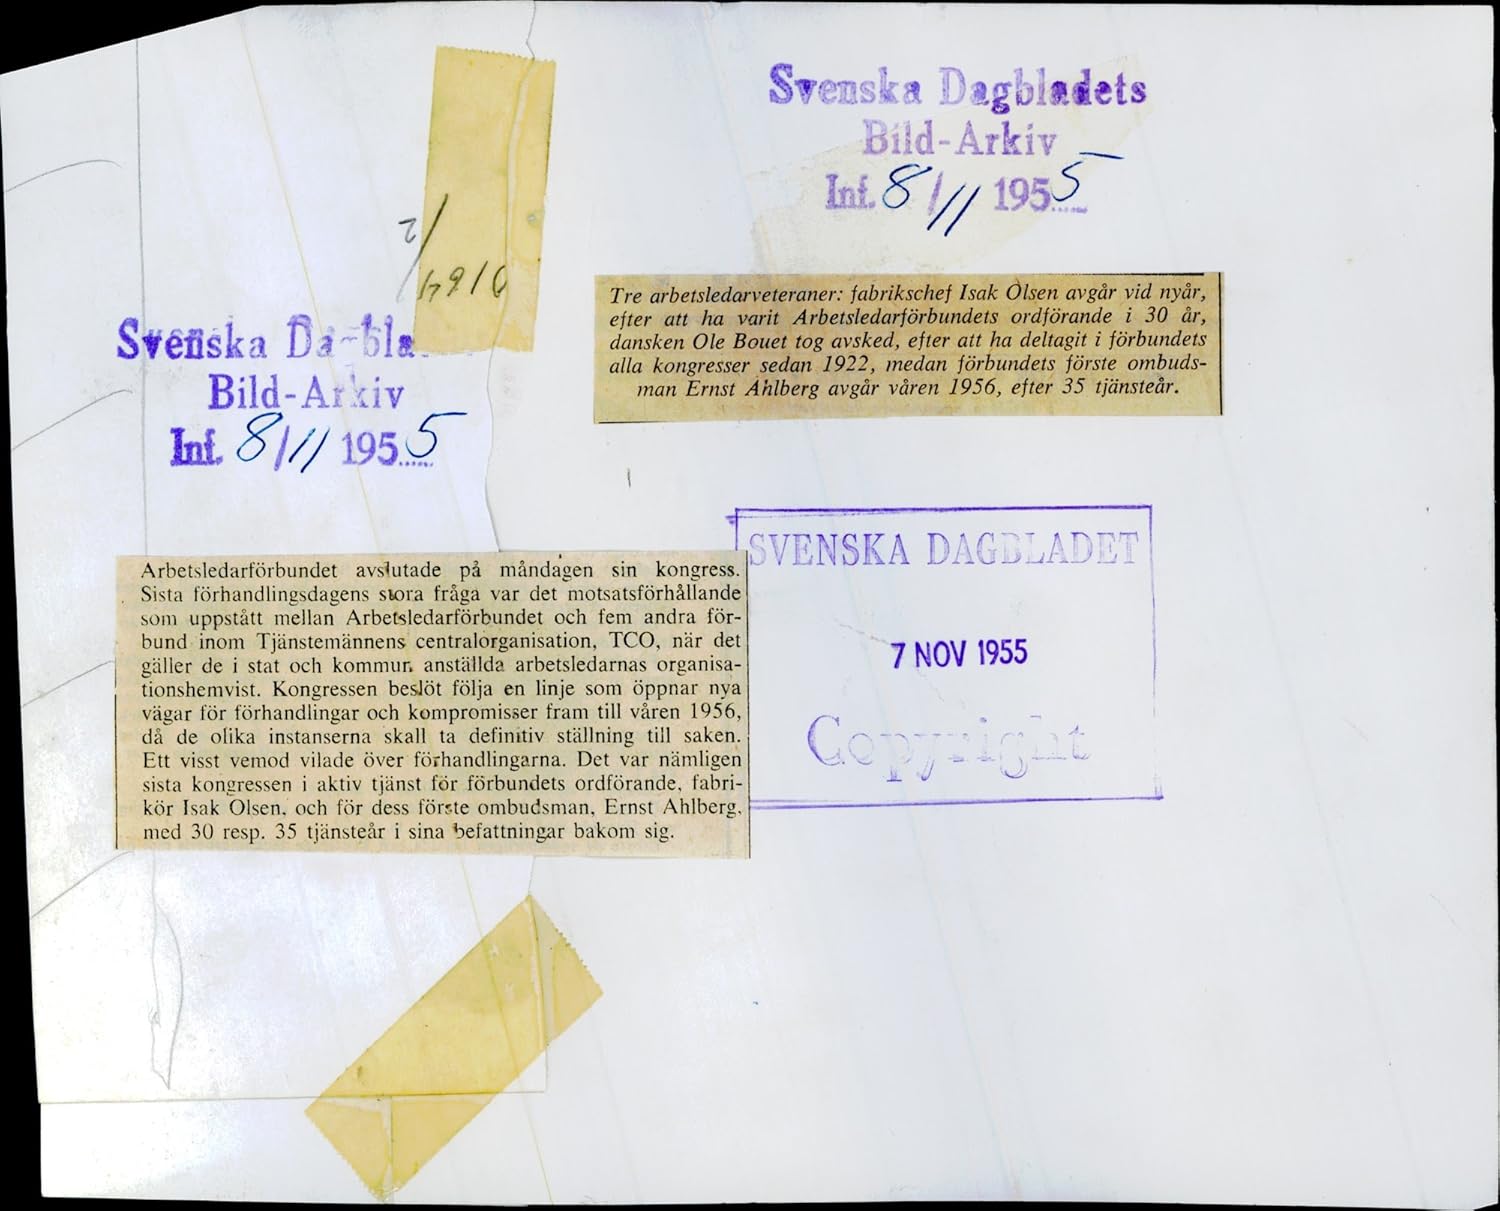 Svenska Dagbladets
Bild-Arkiv
Inf. 8/11 1955
Tre arbetsledarveteraner: fabrikschef Isak Olsen avgår vid nyår,
efter att ha varit Arbetsledarförbundets ordförande i 30 år,
dansken Ole Bouet tog avsked, efter att ha deltagit i förbundets
alla kongresser sedan 1922, medan förbundets förste ombuds-
man Ernst Ahlberg avgår våren 1956, efter 35 tjänsteår.
Svenska Da-bla
Bild-Arkiv
Inf. 8/11 1955
Arbetsledarförbundet avslutade på måndagen sin kongress.
Sista förhandlingsdagens stora fråga var det motsatsförhållande
som uppstått mellan Arbetsledarförbundet och fem andra för-
bund inom Tjänstemännens centralorganisation, TCO, när det
gäller de i stat och kommun anställda arbetsledarnas organisa-
tionshemvist. Kongressen beslöt följa en linje som öppnar nya
vägar för förhandlingar och kompromisser fram till våren 1956,
då de olika instanserna skall ta definitiv ställning till saken.
Ett visst vemod vilade över förhandlingarna. Det var nämligen
sista kongressen i aktiv tjänst för förbundets ordförande, fabri-
kör Isak Olsen, och för dess förste ombudsman, Ernst Ahlberg,
med 30 resp. 35 tjänsteår i sina befattningar bakom sig.
SVENSKA DAGBLADET
7 NOV 1955
Copyright